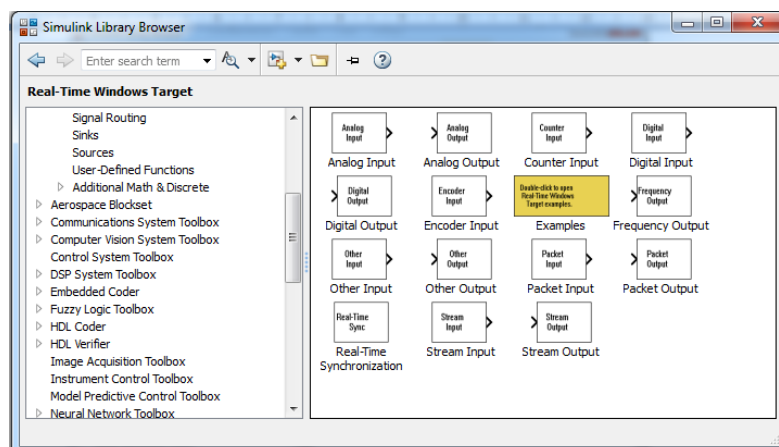 Simulink Library Browser
Enter search term
Real-Time Windows Target
Signal Routing
Sinks
Sources
User-Defined Functions
Additional Math & Discrete
Aerospace Blockset
Communications System Toolbox
Computer Vision System Toolbox
Control System Toolbox
DSP System Toolbox
Embedded Coder
Fuzzy Logic Toolbox
HDL Coder
HDL Verifier
Image Acquisition Toolbox
Instrument Control Toolbox
Model Predictive Control Toolbox
Neural Network Toolbox
Analog
Input
Analog Input
Analog
Output
Analog Output
Counter
Input
Counter Input
Digital
Input
Digital Input
Digital
Output
Digital Output
Encoder
Input
Encoder Input
Double-click to open
Real-Time Windows
Target examples.
Examples
Frequency
Output
Frequency Output
Other
Input
Other Input
Other
Output
Other Output
Packet
Input
Packet Input
Packet
Output
Packet Output
Real-Time
Sync
Real-Time
Synchronization
Stream
Input
Stream Input
Stream
Output
Stream Output